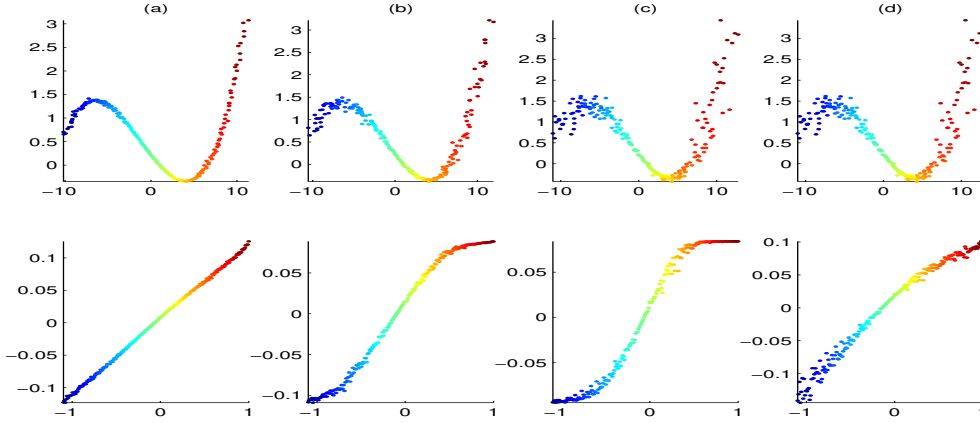 (a) (b) (c) (d)
3 3 3 3
2.5 2.5 2.5 2.5
2 2 2 2
1.5 1.5 1.5 1.5
1 1 1 1
0.5 0.5 0.5 0.5
0 0 0 0
−10 0 10 −10 0 10 −10 0 10 −10 0 10
0.1 0.05 0.05 0.1
0.05 0 0 0.05
0 −0.05 −0.05 0
−0.05 −0.05
−0.1 −0.1
−1 0 1 −1 0 1 −1 0 1 −1 0 1